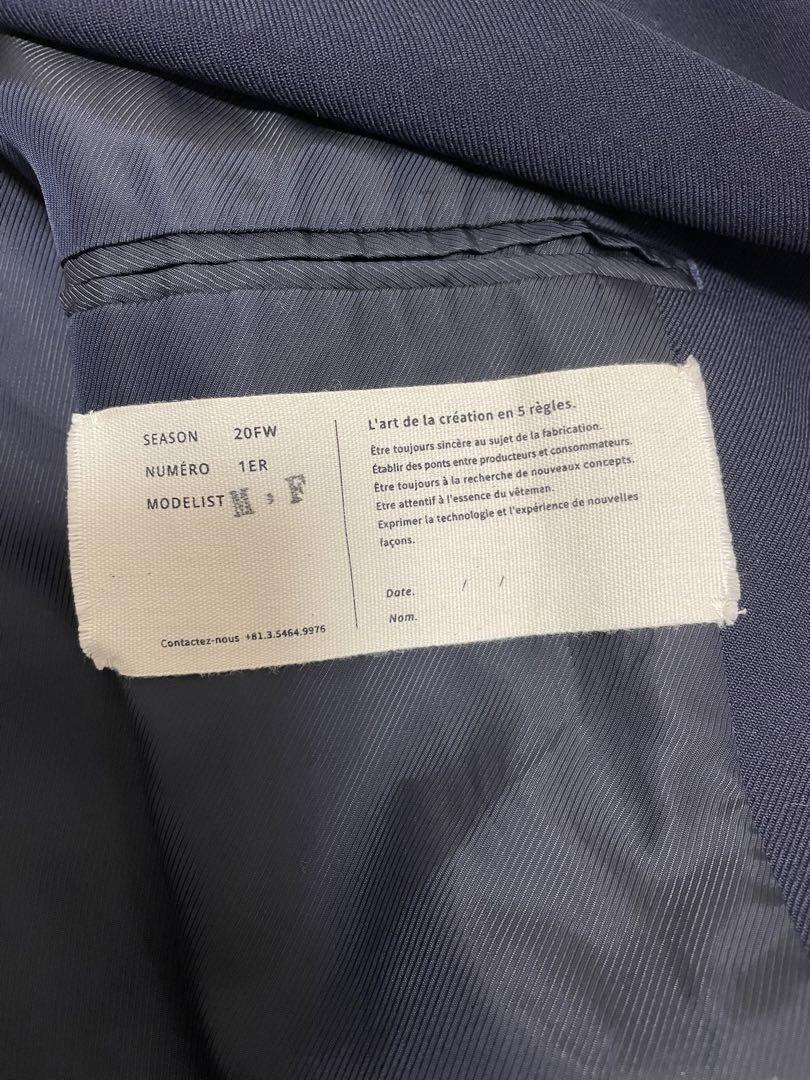 SEASON 20FW
NUMÉRO 1ER
MODELIST M , F
Contactez-nous +81.3.5464.9976
L'art de la création en 5 règles.
Être toujours sincère au sujet de la fabrication.
Établir des ponts entre producteurs et consommateurs.
Être toujours à la recherche de nouveaux concepts.
Etre attentif à l'essence du vêtemen.
Exprimer la technologie et l'expérience de nouvelles
façons.
Date. / /
Nom.